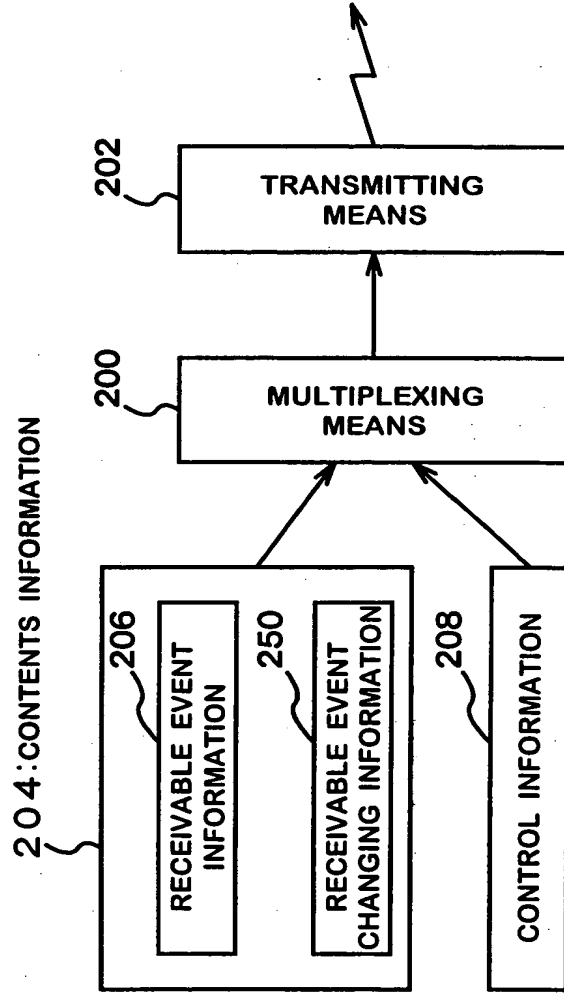 204:CONTENTS INFORMATION
206
RECEIVABLE EVENT
INFORMATION
250
RECEIVABLE EVENT
CHANGING INFORMATION
208
CONTROL INFORMATION
200
MULTIPLEXING
MEANS
202
TRANSMITTING
MEANS